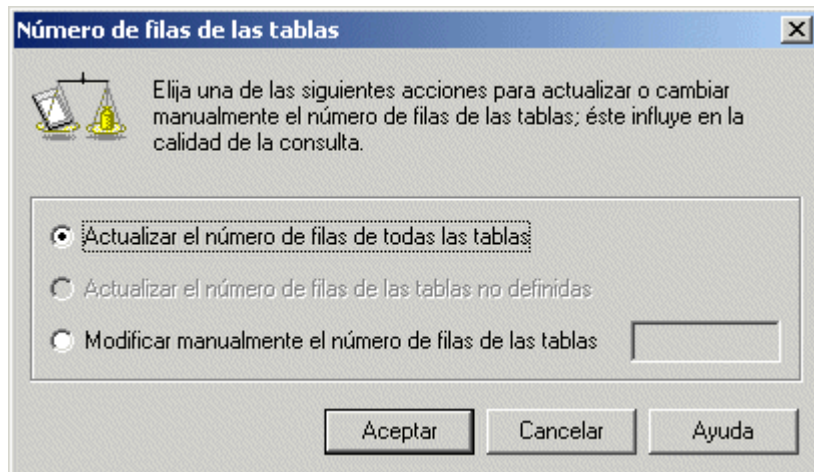 Número de filas de las tablas
Elija una de las siguientes acciones para actualizar o cambiar
manualmente el número de filas de las tablas; éste influye en la
calidad de la consulta.
Actualizar el número de filas de todas las tablas
Actualizar el número de filas de las tablas no definidas
Modificar manualmente el número de filas de las tablas
Aceptar Cancelar Ayuda